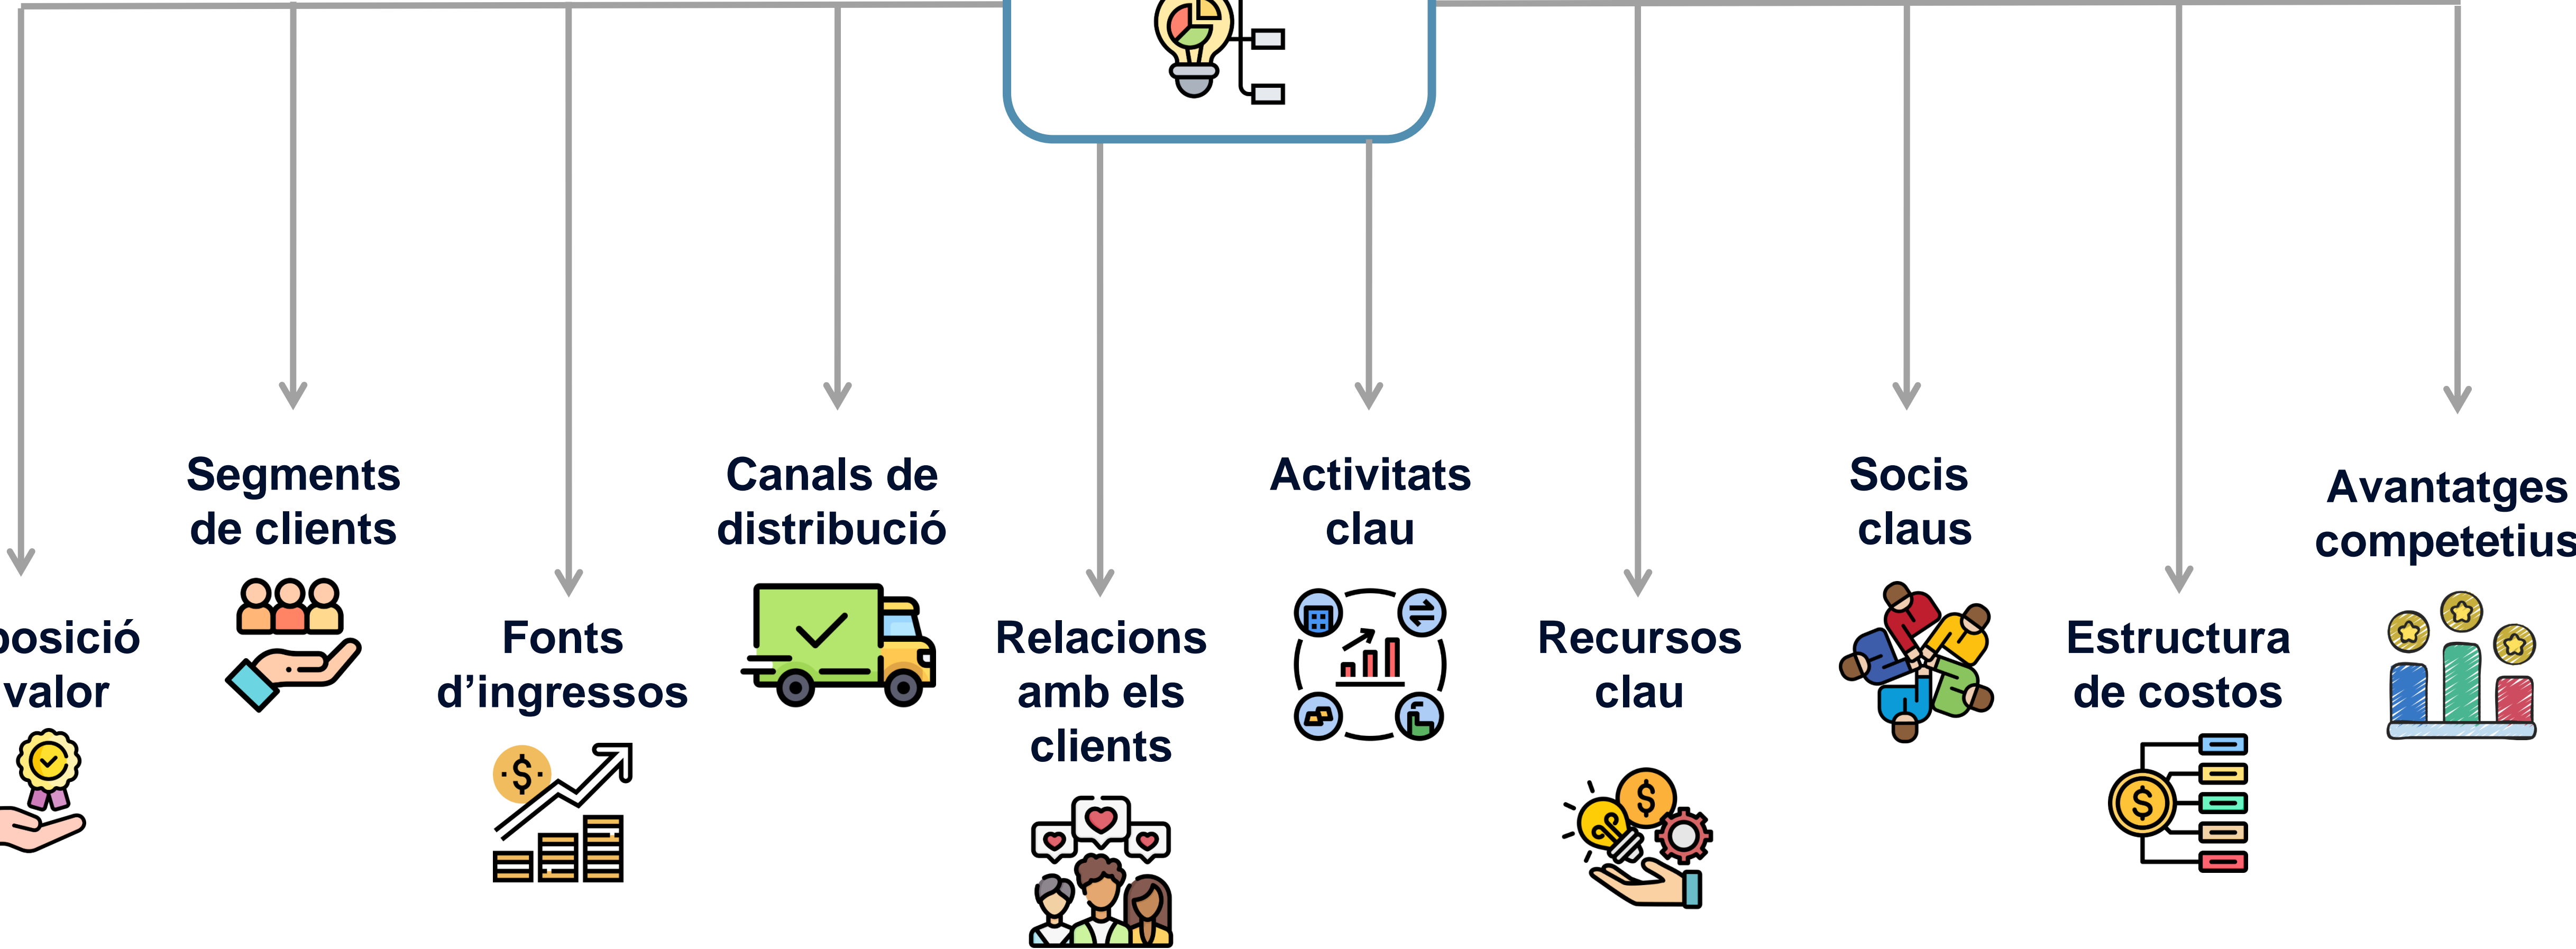 Segments
de clients
Canals de
distribució
Activitats
clau
Socis
claus
Avantatges
competetius
posició
valor
Fonts
d’ingressos
Relacions
amb els
clients
Recursos
clau
Estructura
de costos